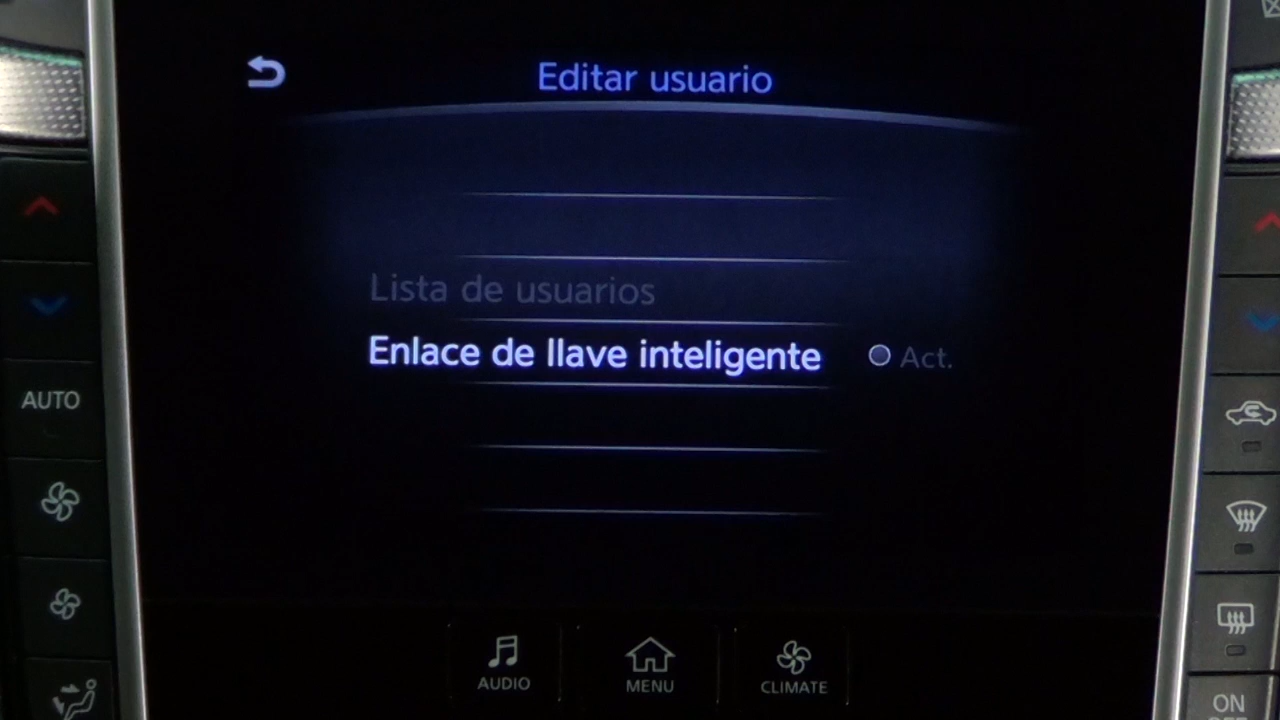 Editar usuario
Lista de usuarios
Enlace de llave inteligente
Act.
AUTO
AUDIO
MENU
CLIMATE
ON